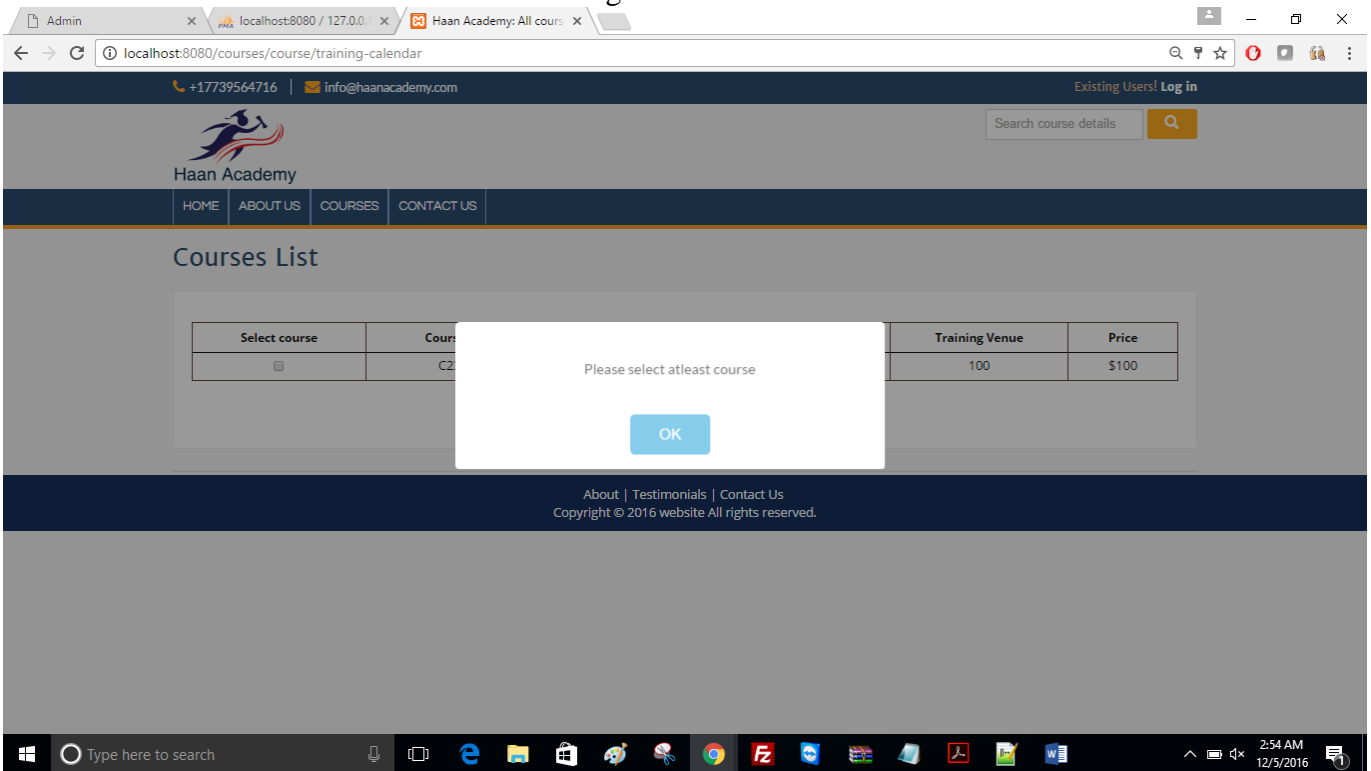 Admin
localhost:8080 / 127.0.0.1
Haan Academy: All cours
localhost:8080/courses/course/training-calendar
+17739564716 | info@haanacademy.com
Existing Users! Log in
Haan Academy
Search course details
HOME
ABOUT US
COURSES
CONTACT US
Courses List
Select course
Cours
Training Venue
Price
C2
100
$100
Please select atleast course
OK
About | Testimonials | Contact Us
Copyright © 2016 website All rights reserved.
Type here to search
2:54 AM
12/5/2016